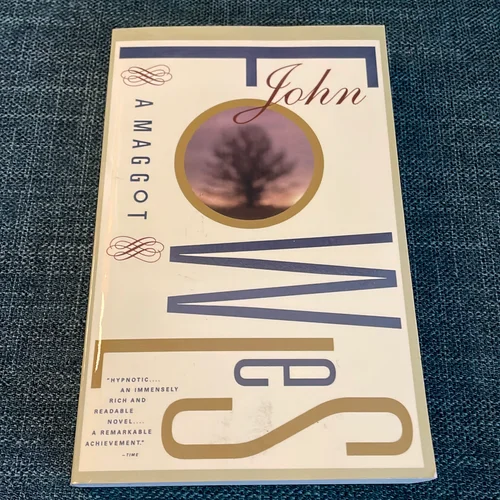 John
FOWleS
A MAGGOT
"HYPNOTIC....
AN IMMENSELY
RICH AND
READABLE
NOVEL....
A REMARKABLE
ACHIEVEMENT."
—TIME